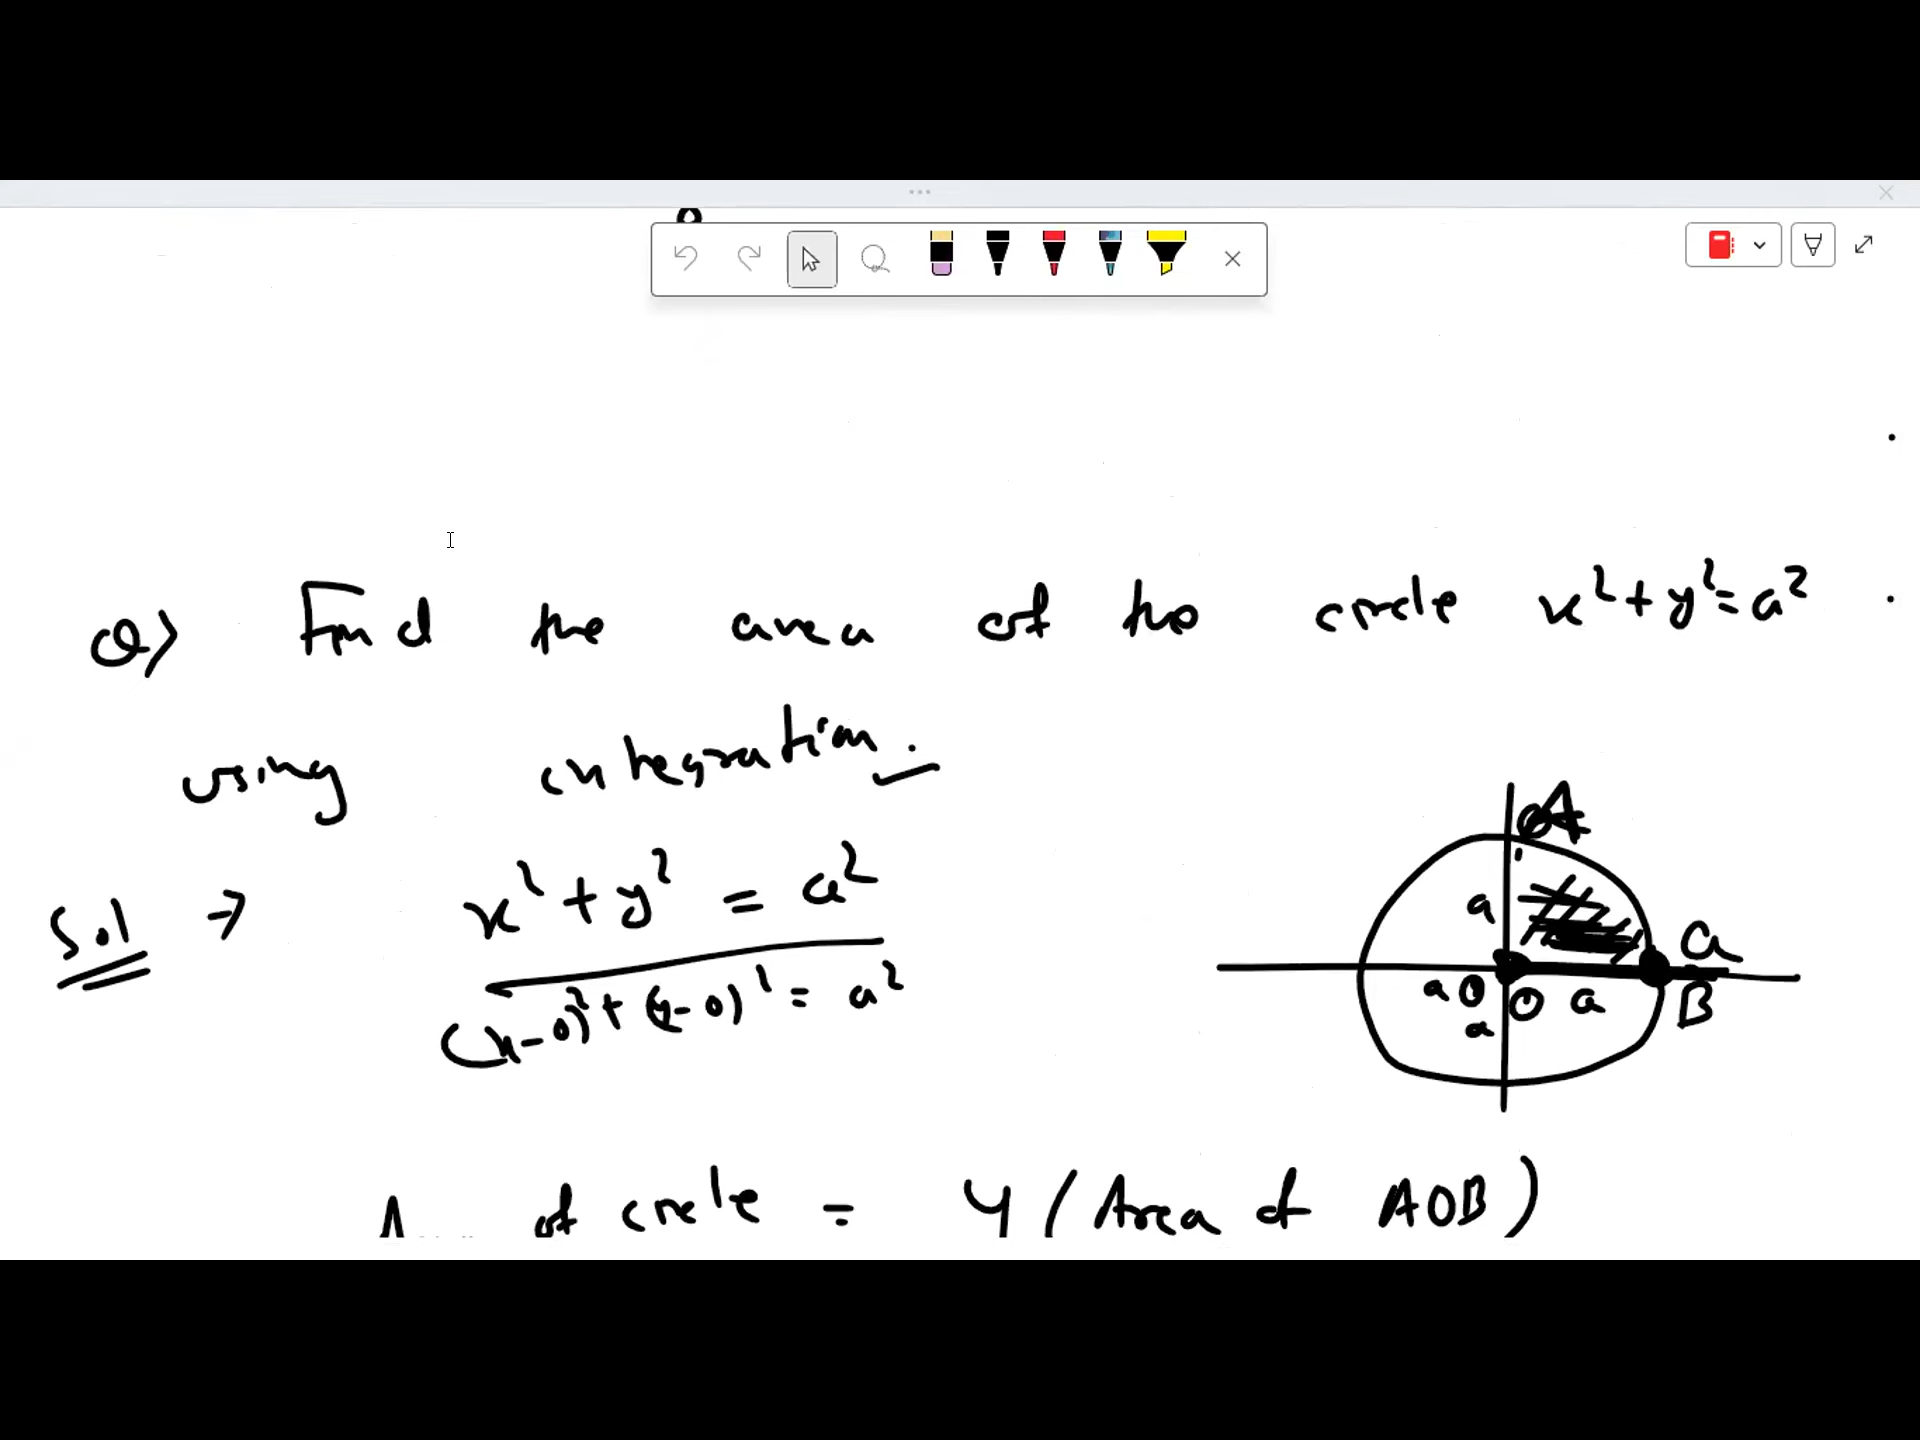 Q) Find the area of the circle x²+y²=a² .
using integration.
Sol → x² + y² = a²
(x-0)²+ (y-0)² = a²
A
a
a
a O O a B
a
of circle = 4 (Area of AOB)